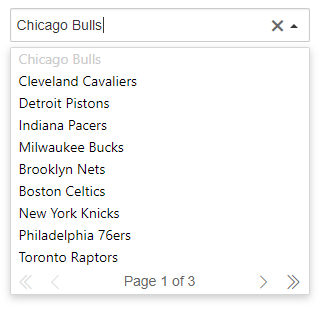 Chicago Bulls
Chicago Bulls
Cleveland Cavaliers
Detroit Pistons
Indiana Pacers
Milwaukee Bucks
Brooklyn Nets
Boston Celtics
New York Knicks
Philadelphia 76ers
Toronto Raptors
Page 1 of 3